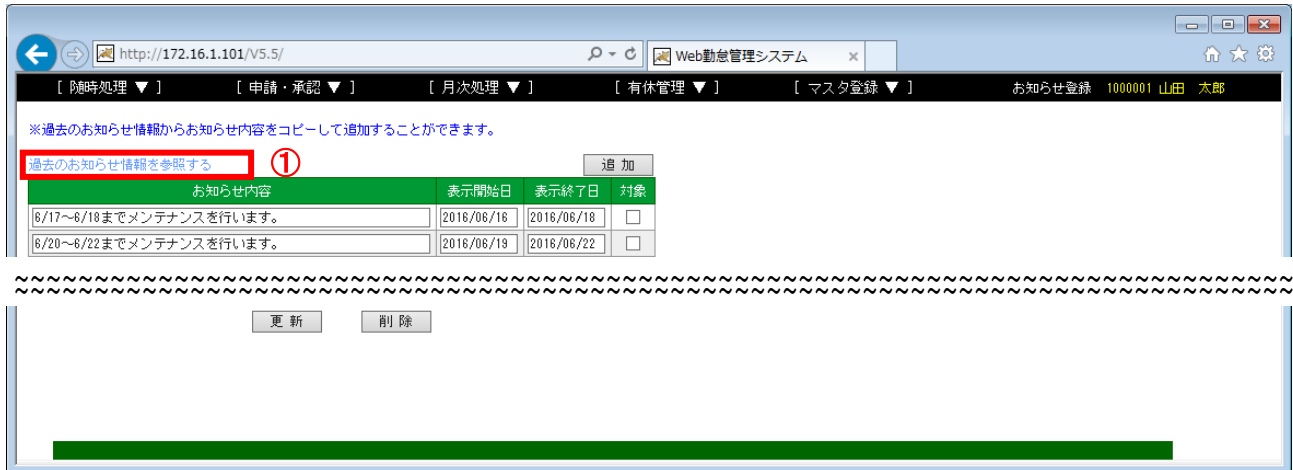 http://172.16.1.101/V5.5/ Web勤怠管理システム
[ 随時処理 ▼ ] [ 申請・承認 ▼ ] [ 月次処理 ▼ ] [ 有休管理 ▼ ] [ マスタ登録 ▼ ] お知らせ登録 1000001 山田 太郎
※過去のお知らせ情報からお知らせ内容をコピーして追加することができます。
過去のお知らせ情報を参照する ① 追 加
お知らせ内容 表示開始日 表示終了日 対象
6/17～6/18までメンテナンスを行います。 2016/06/16 2016/06/18
6/20～6/22までメンテナンスを行います。 2016/06/19 2016/06/22
更 新 削 除